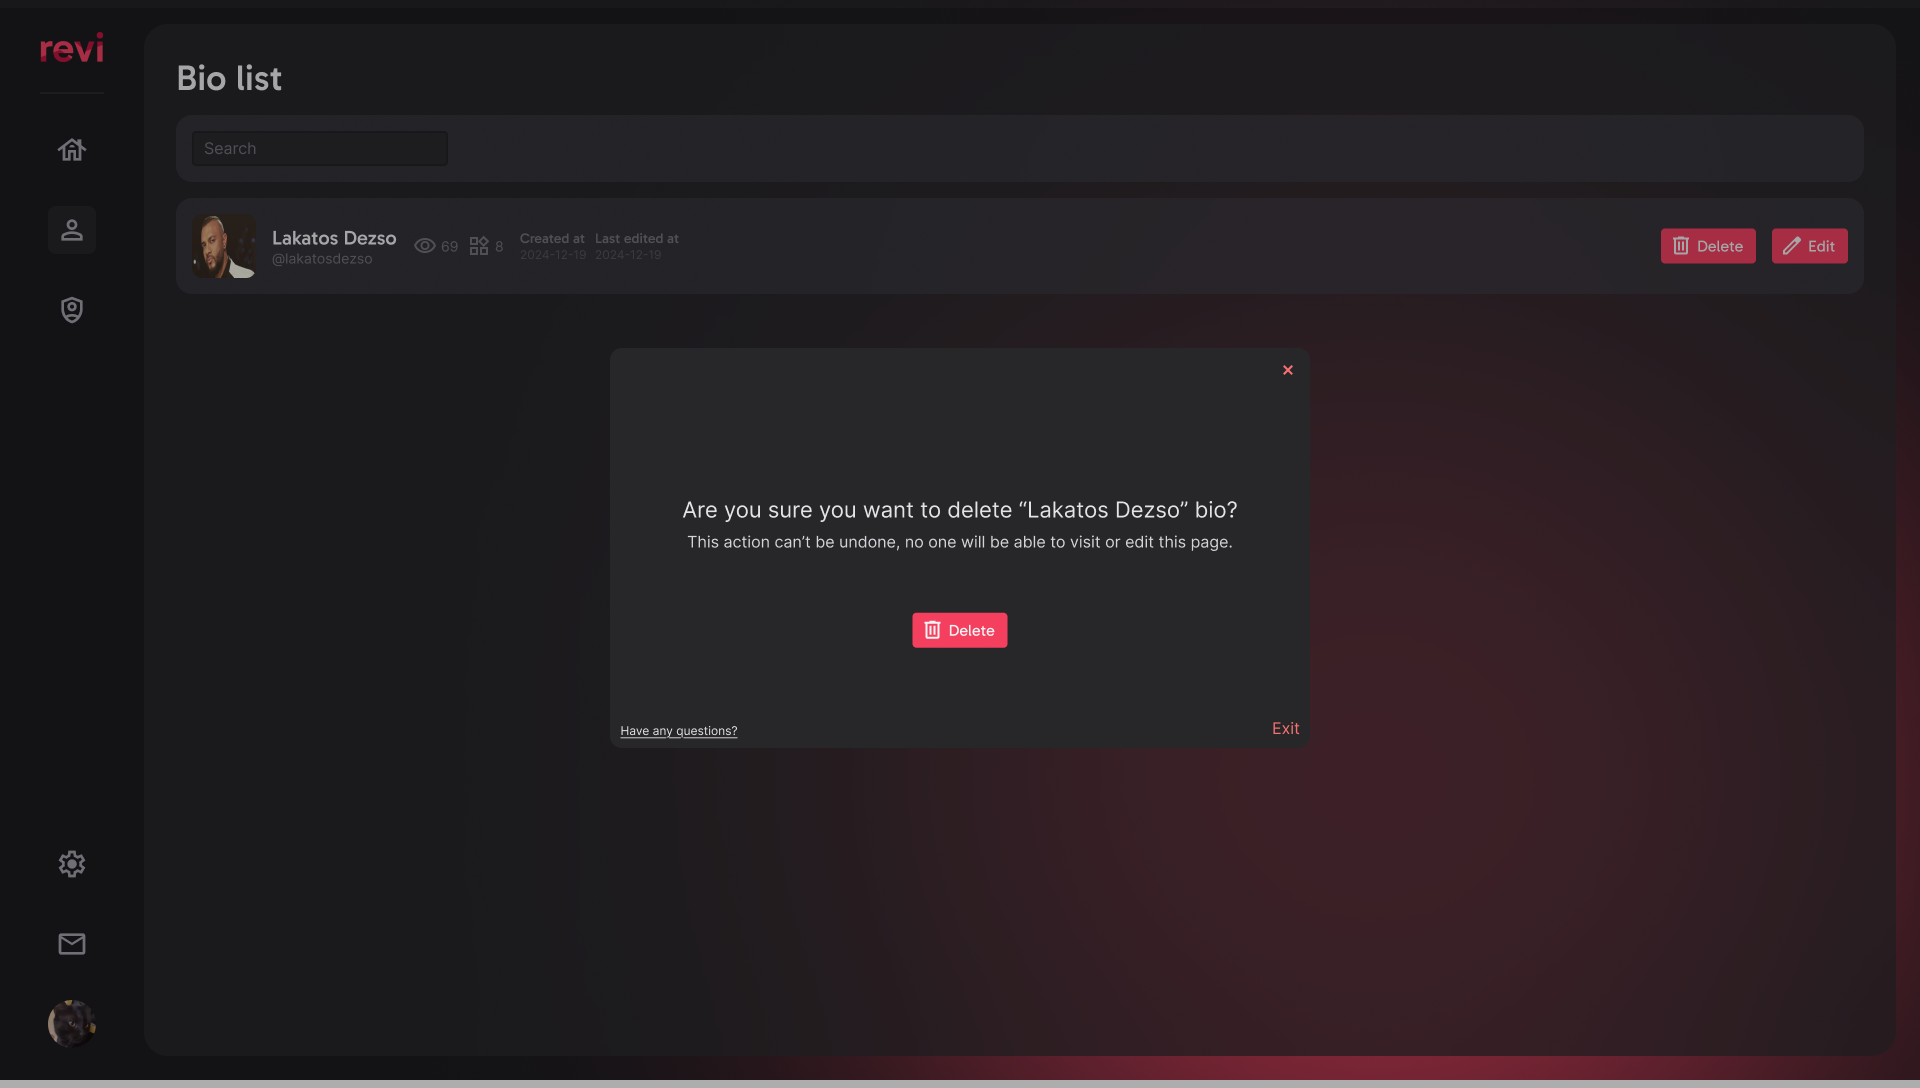 revi
Bio list
Search
Lakatos Dezso
@lakatosdezso
69
8
Created at
2024-12-19
Last edited at
2024-12-19
Delete
Edit
Are you sure you want to delete “Lakatos Dezso” bio?
This action can’t be undone, no one will be able to visit or edit this page.
Delete
Have any questions?
Exit